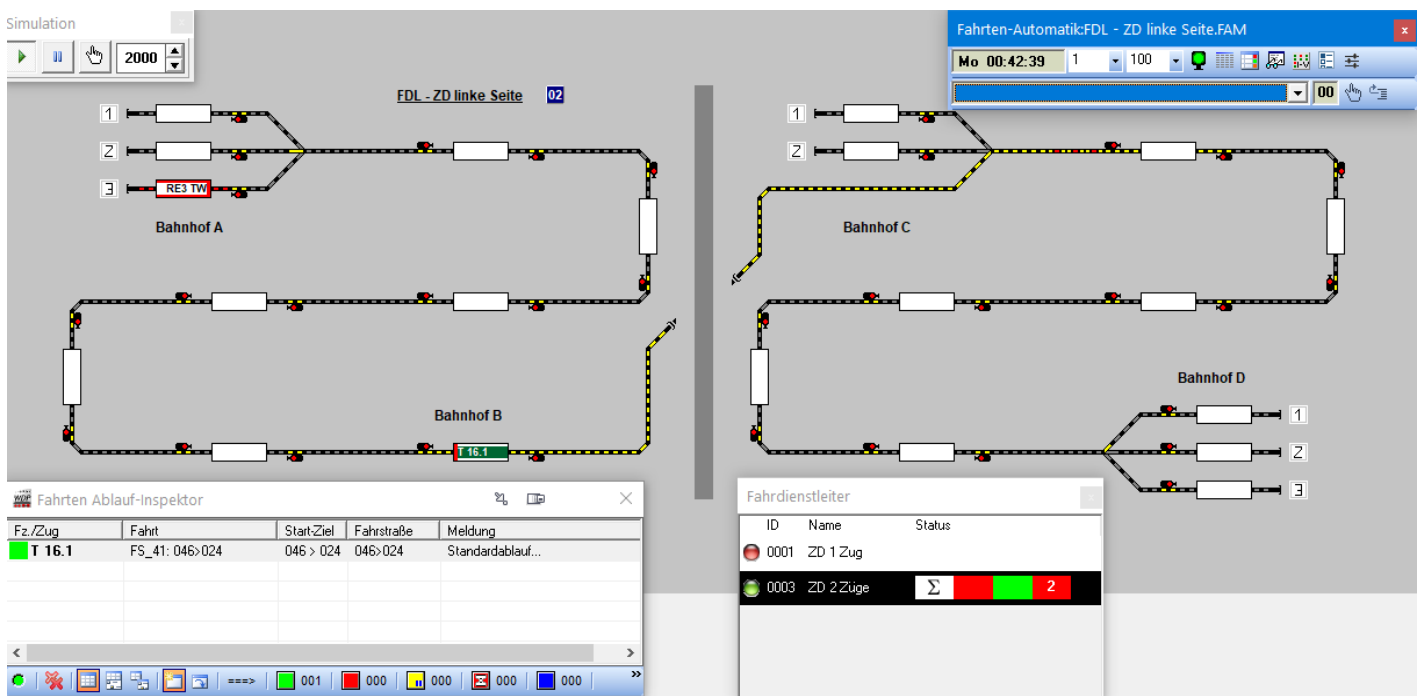 Simulation
x
2000
Fahrten-Automatik:FDL - ZD linke Seite.FAM
x
Mo 00:42:39
1
100
00
FDL - ZD linke Seite
02
1
2
3
RE3 TW
Bahnhof A
1
2
Bahnhof C
Bahnhof B
T 16.1
Bahnhof D
1
2
3
Fahrten Ablauf-Inspektor
Fz./Zug Fahrt Start-Ziel Fahrstraße Meldung
T 16.1 FS_41: 046>024 046 > 024 046>024 Standardablauf...
===> 001 000 000 000 000 »
Fahrdienstleiter
x
ID Name Status
0001 ZD 1 Zug
0003 ZD 2 Züge Σ 2